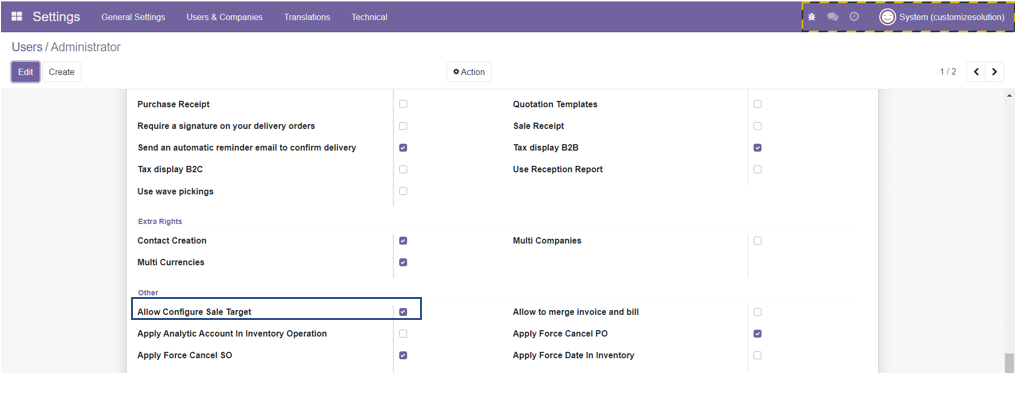 Settings General Settings Users & Companies Translations Technical System (customizesolution)
Users / Administrator
Edit Create Action 1 / 2
Purchase Receipt Quotation Templates
Require a signature on your delivery orders Sale Receipt
Send an automatic reminder email to confirm delivery Tax display B2B
Tax display B2C Use Reception Report
Use wave pickings
Extra Rights
Contact Creation Multi Companies
Multi Currencies
Other
Allow Configure Sale Target Allow to merge invoice and bill
Apply Analytic Account In Inventory Operation Apply Force Cancel PO
Apply Force Cancel SO Apply Force Date In Inventory